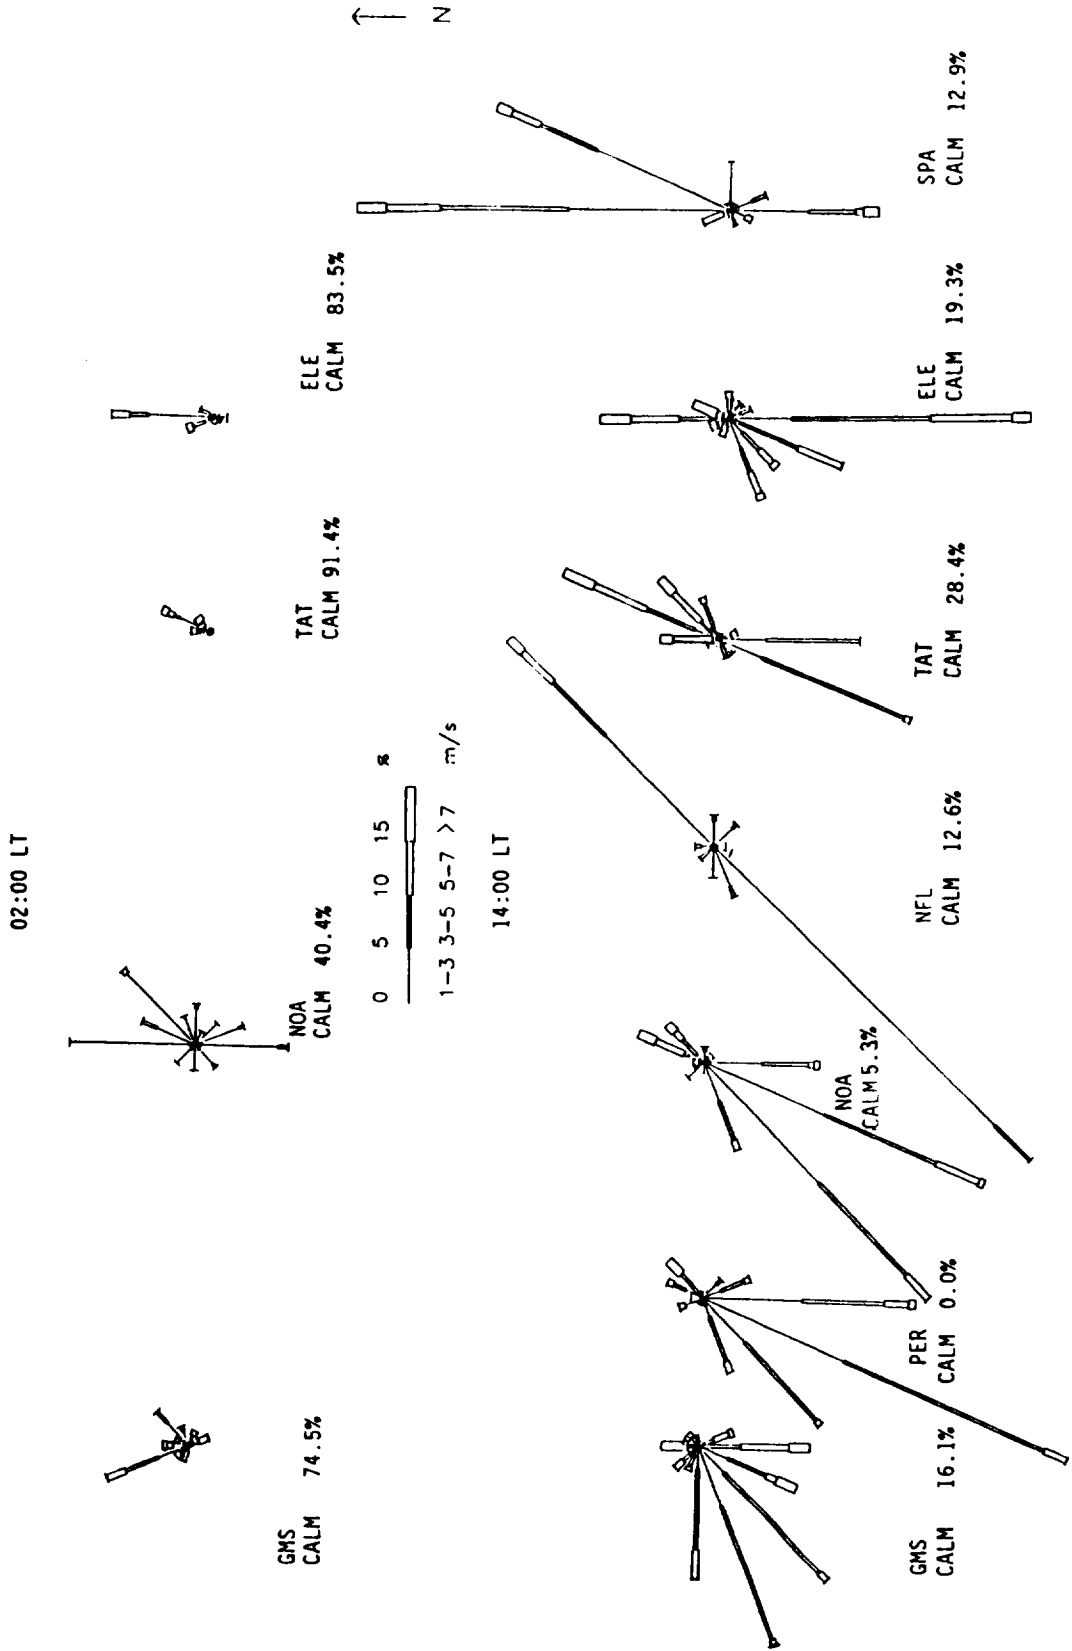 02:00 LT
N
GMS
CALM 74.5%
NOA
CALM 40.4%
TAT
CALM 91.4%
ELE
CALM 83.5%
0 5 10 15 %
1-3 3-5 5-7 >7 m/s
14:00 LT
GMS
CALM 16.1%
PER
CALM 0.0%
NOA
CALM 5.3%
NFL
CALM 12.6%
TAT
CALM 28.4%
ELE
CALM 19.3%
SPA
CALM 12.9%